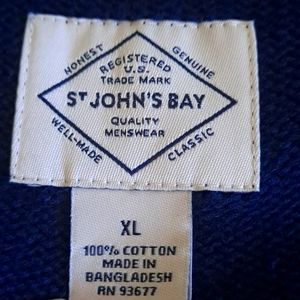 HONEST
GENUINE
REGISTERED
U.S.
TRADE MARK
ST JOHN'S BAY
QUALITY
MENSWEAR
WELL-MADE
CLASSIC
XL
100% COTTON
MADE IN
BANGLADESH
RN 93677